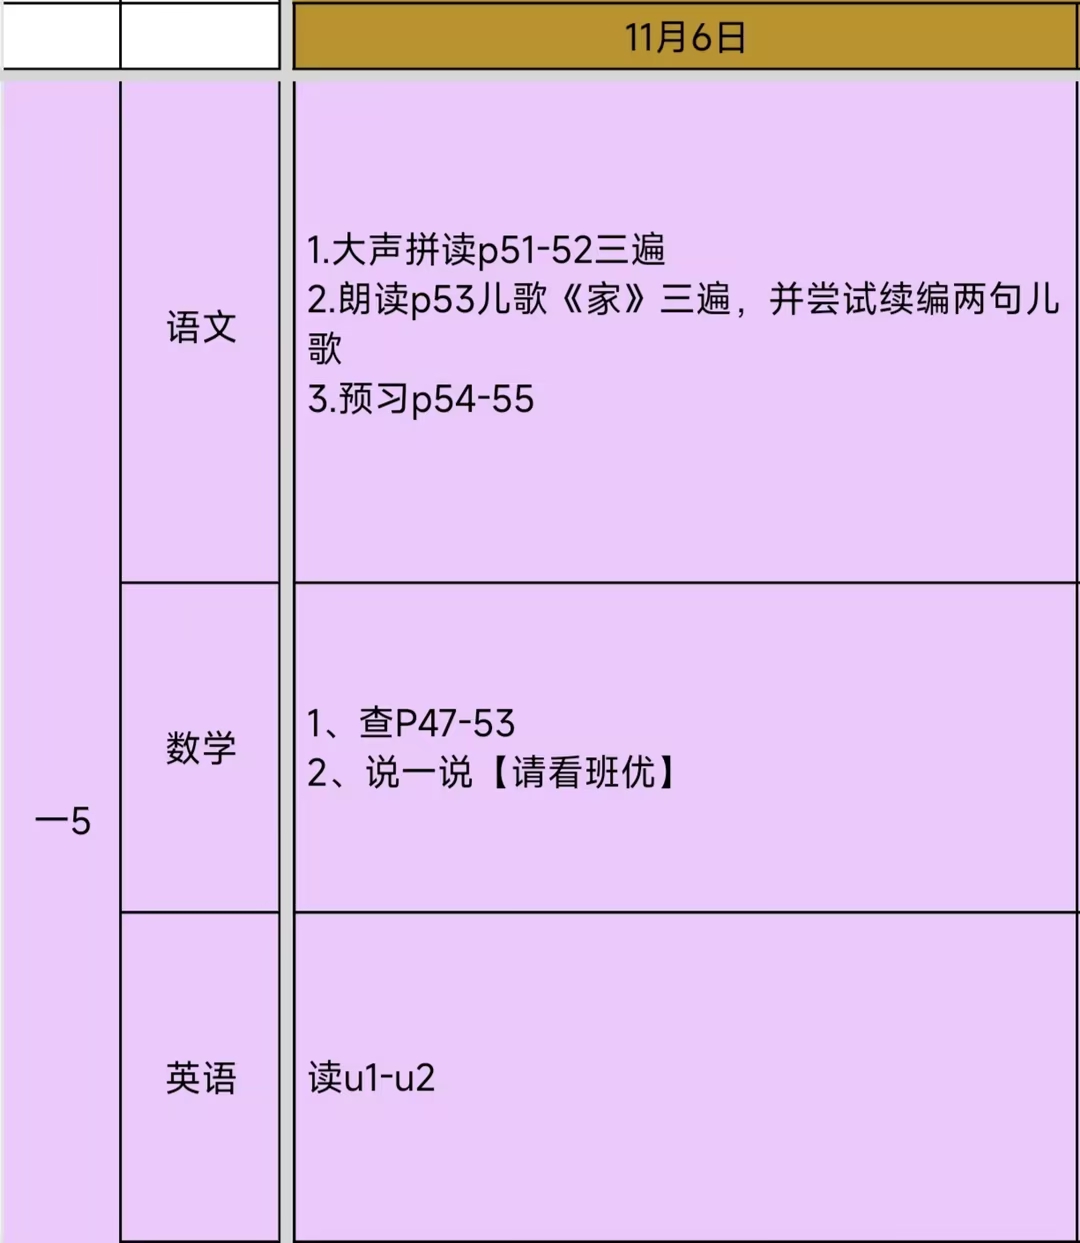 11月6日
语文
1.大声拼读p51-52三遍
2.朗读p53儿歌《家》三遍，并尝试续编两句儿
歌
3.预习p54-55
一5
数学
1、查P47-53
2、说一说【请看班优】
英语
读u1-u2